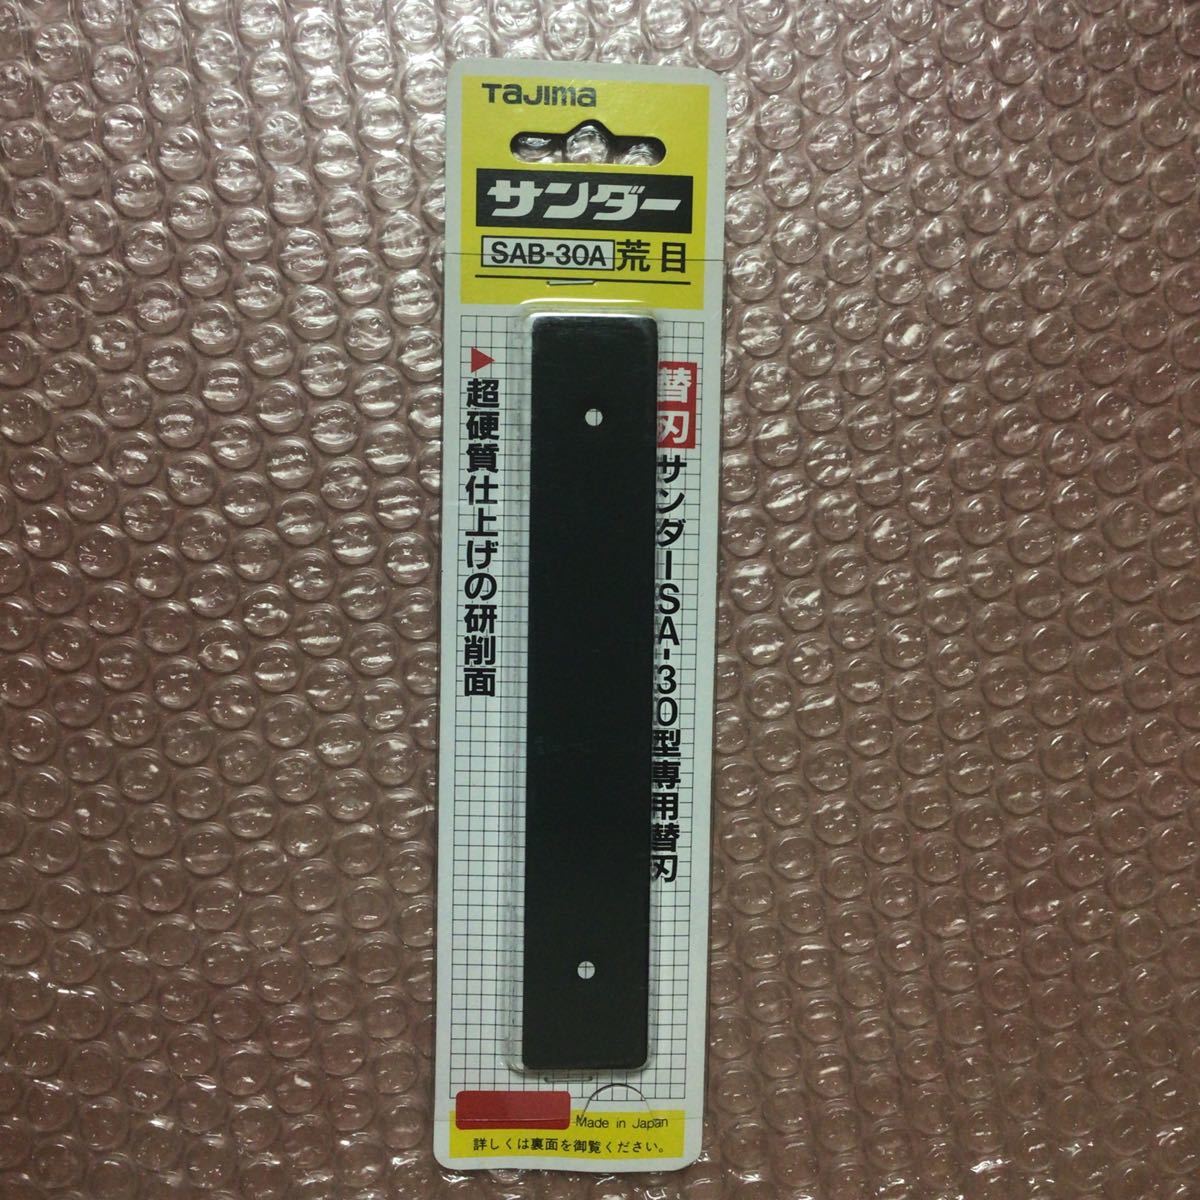 Tajima
サンダー
SAB-30A 荒目
替刃 サンダーSA-30型専用替刃
▶超硬質仕上げの研削面
Made in Japan
詳しくは裏面を御覧ください。